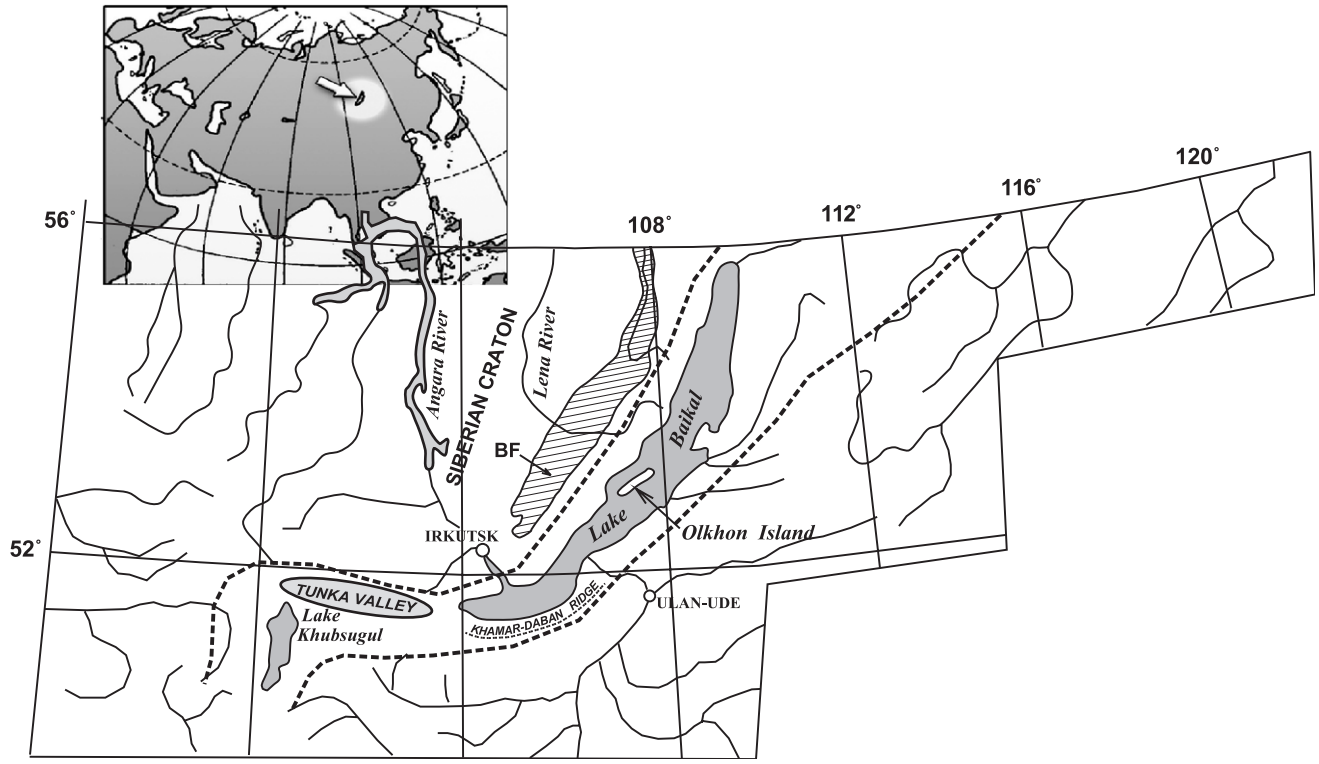 120°
116°
112°
108°
56°
Angara River
SIBERIAN CRATON
Lena River
Baikal
BF
Lake
Olkhon Island
IRKUTSK
52°
TUNKA VALLEY
Lake
Khubsugul
KHAMAR-DABAN RIDGE
ULAN-UDE